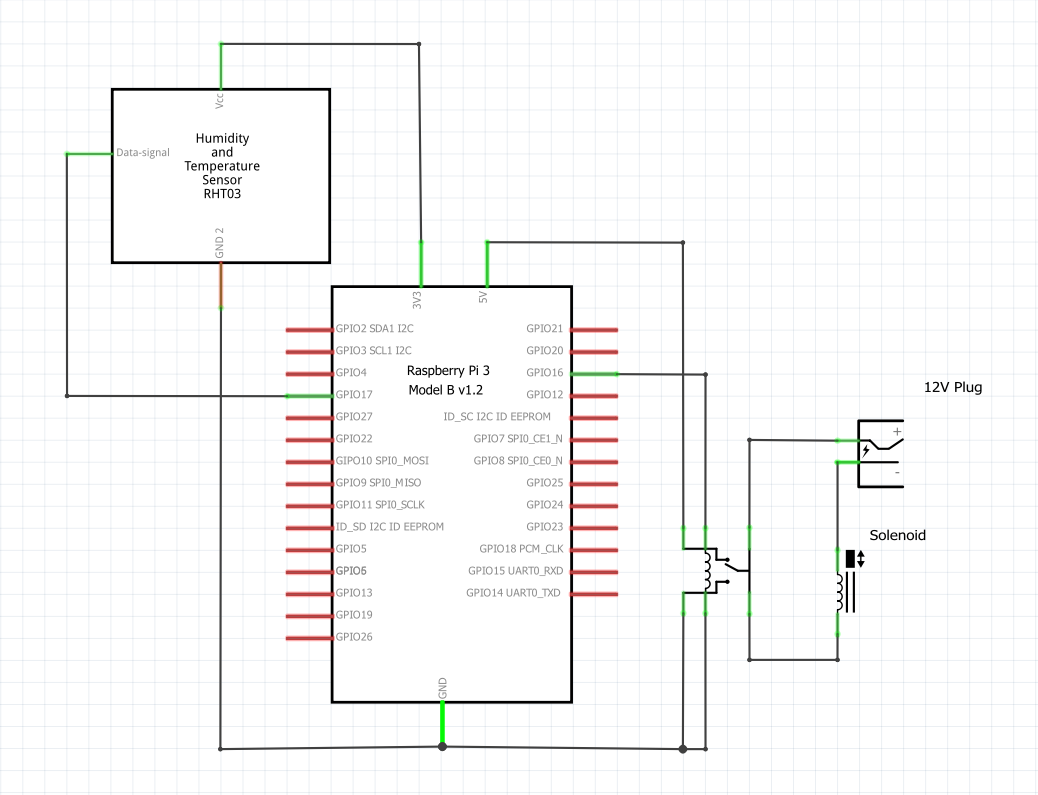 Vcc
Humidity
and
Temperature
Sensor
RHT03
Data-signal
GND 2
3V3
5V
GPIO2 SDA1 I2C
GPIO3 SCL1 I2C
GPIO4
GPIO17
GPIO27
GPIO22
GIPO10 SPI0_MOSI
GPIO9 SPI0_MISO
GPIO11 SPI0_SCLK
ID_SD I2C ID EEPROM
GPIO5
GPIO6
GPIO13
GPIO19
GPIO26
Raspberry Pi 3
Model B v1.2
GPIO21
GPIO20
GPIO16
GPIO12
ID_SC I2C ID EEPROM
GPIO7 SPI0_CE1_N
GPIO8 SPI0_CE0_N
GPIO25
GPIO24
GPIO23
GPIO18 PCM_CLK
GPIO15 UART0_RXD
GPIO14 UART0_TXD
GND
12V Plug
+
-
Solenoid